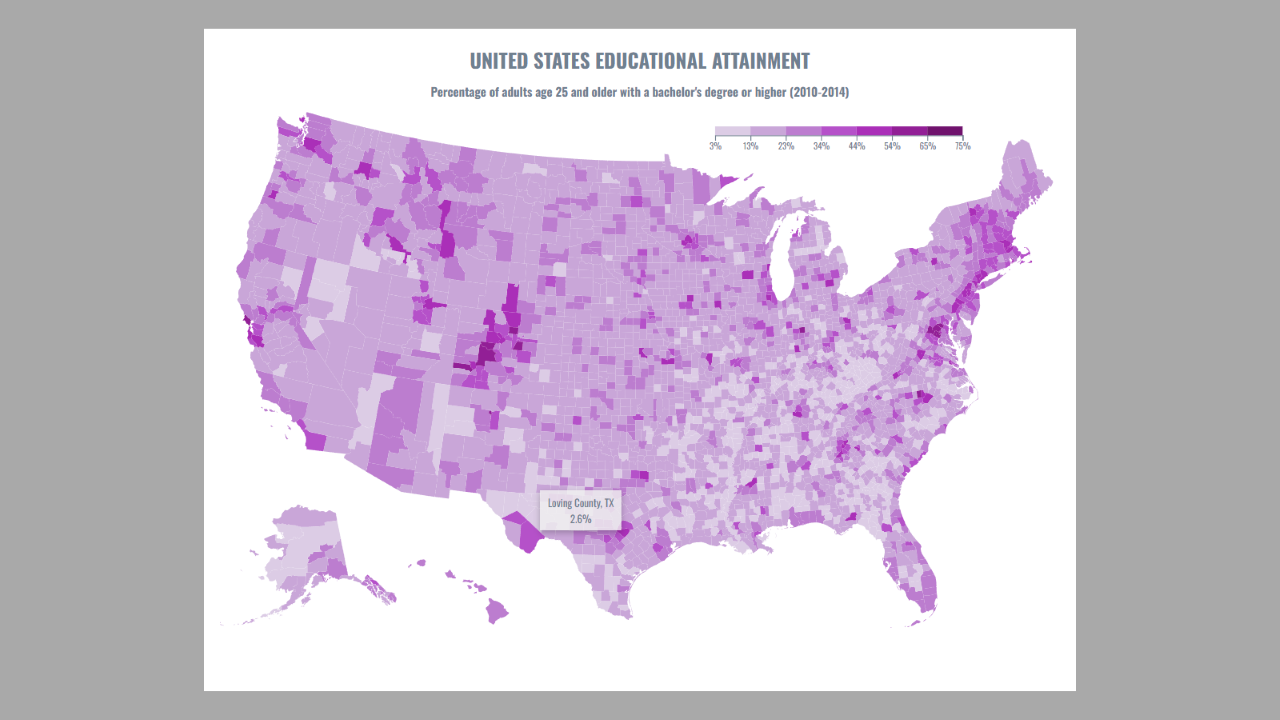 UNITED STATES EDUCATIONAL ATTAINMENT
Percentage of adults age 25 and older with a bachelor's degree or higher (2010-2014)
3% 13% 23% 34% 44% 54% 65% 75%
Loving County, TX
2.6%